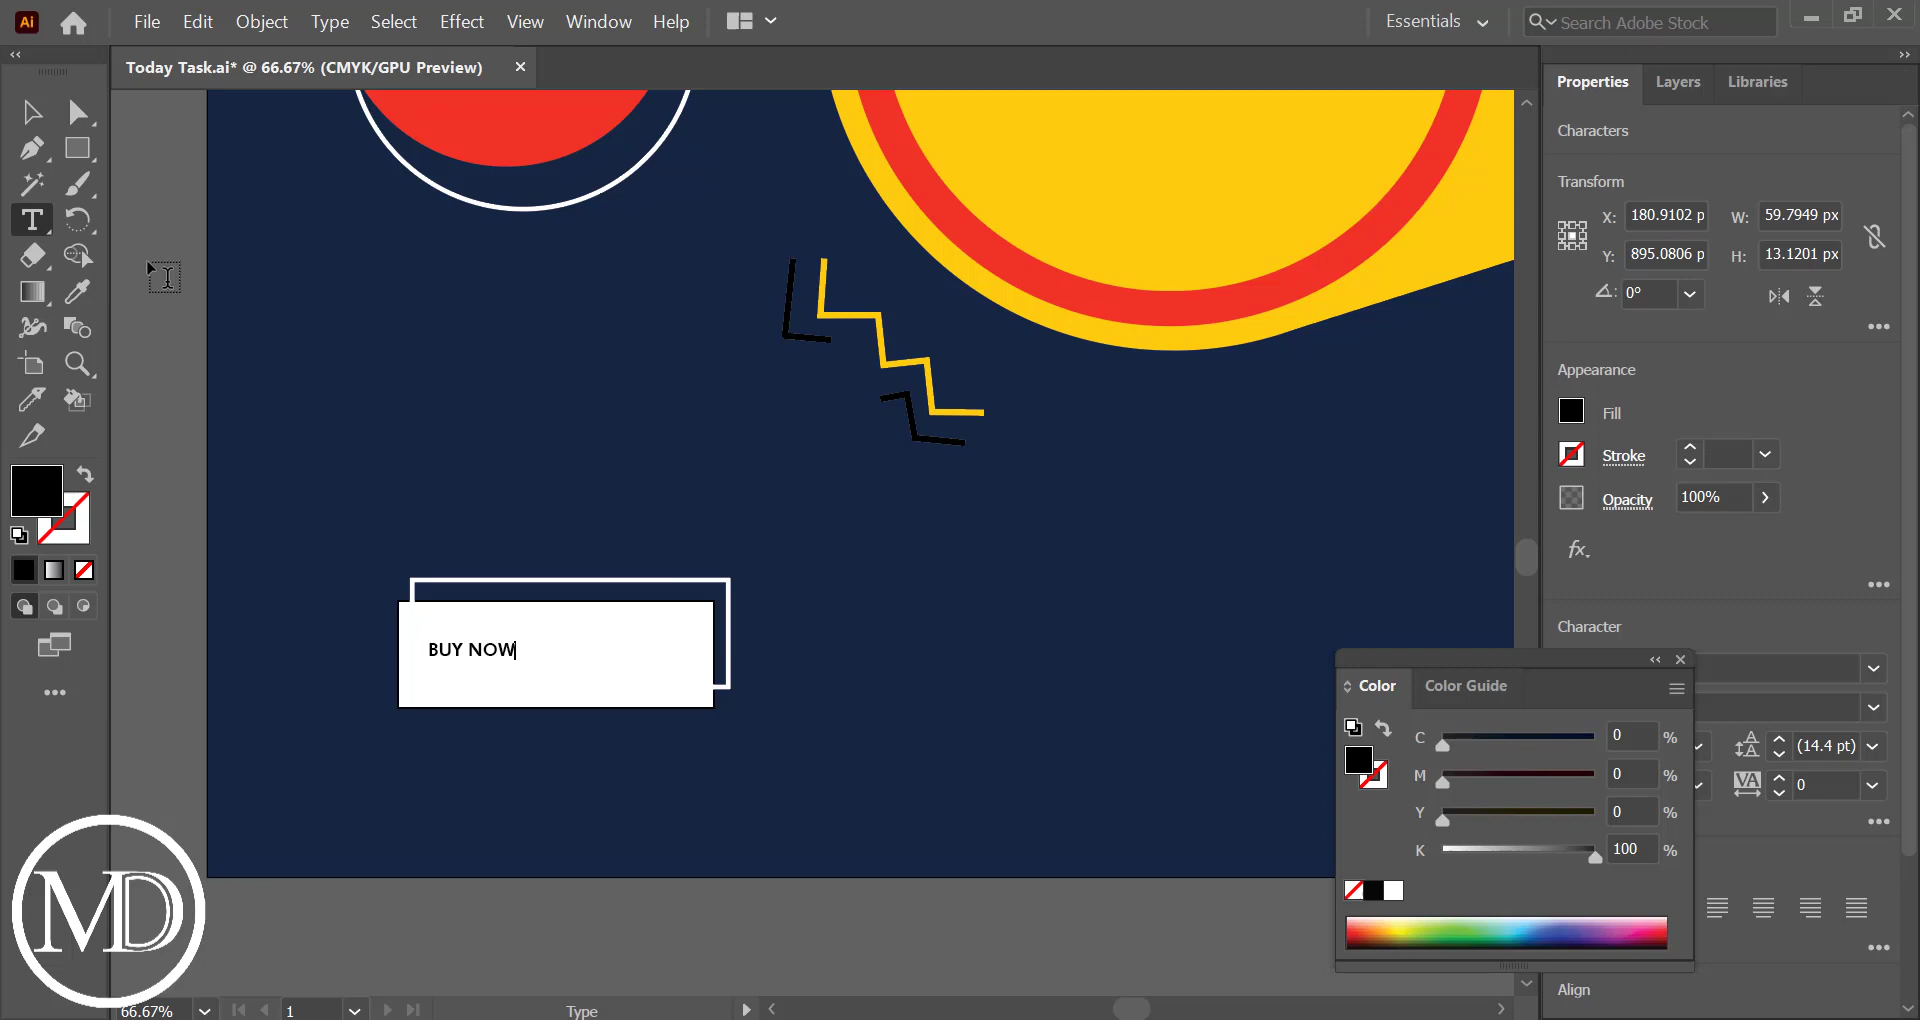 Ai File Edit Object Type Select Effect View Window Help Essentials Search Adobe Stock
Today Task.ai* @ 66.67% (CMYK/GPU Preview) ×
Properties Layers Libraries
Characters
Transform
X: 180.9102 p W: 59.7949 px
Y: 895.0806 p H: 13.1201 px
0°
Appearance
Fill
Stroke
Opacity 100%
fx.
Character
BUY NOW
Color Color Guide
C 0 %
M 0 %
Y 0 %
K 100 %
(14.4 pt)
VA 0
Align
MD
66.67% 1 Type